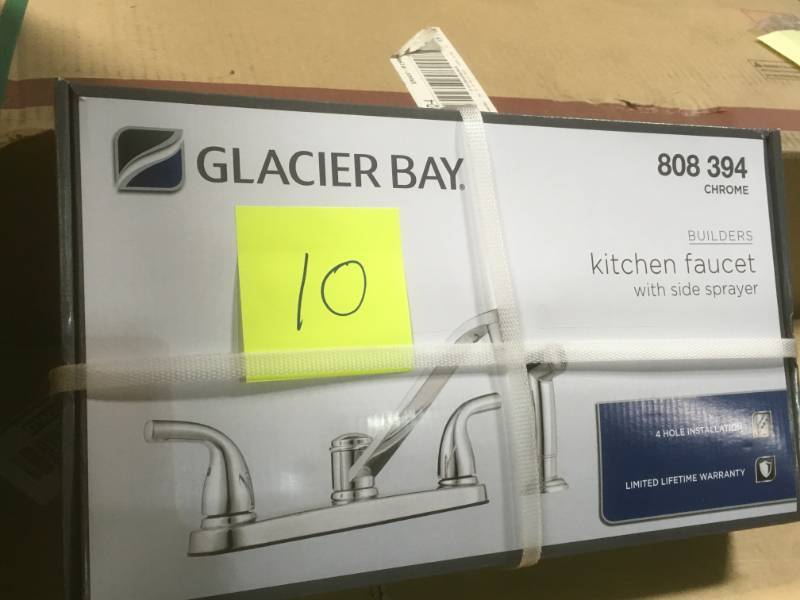 GLACIER BAY.
808 394
CHROME
BUILDERS
kitchen faucet
with side sprayer
10
4 HOLE INSTALLATION
LIMITED LIFETIME WARRANTY